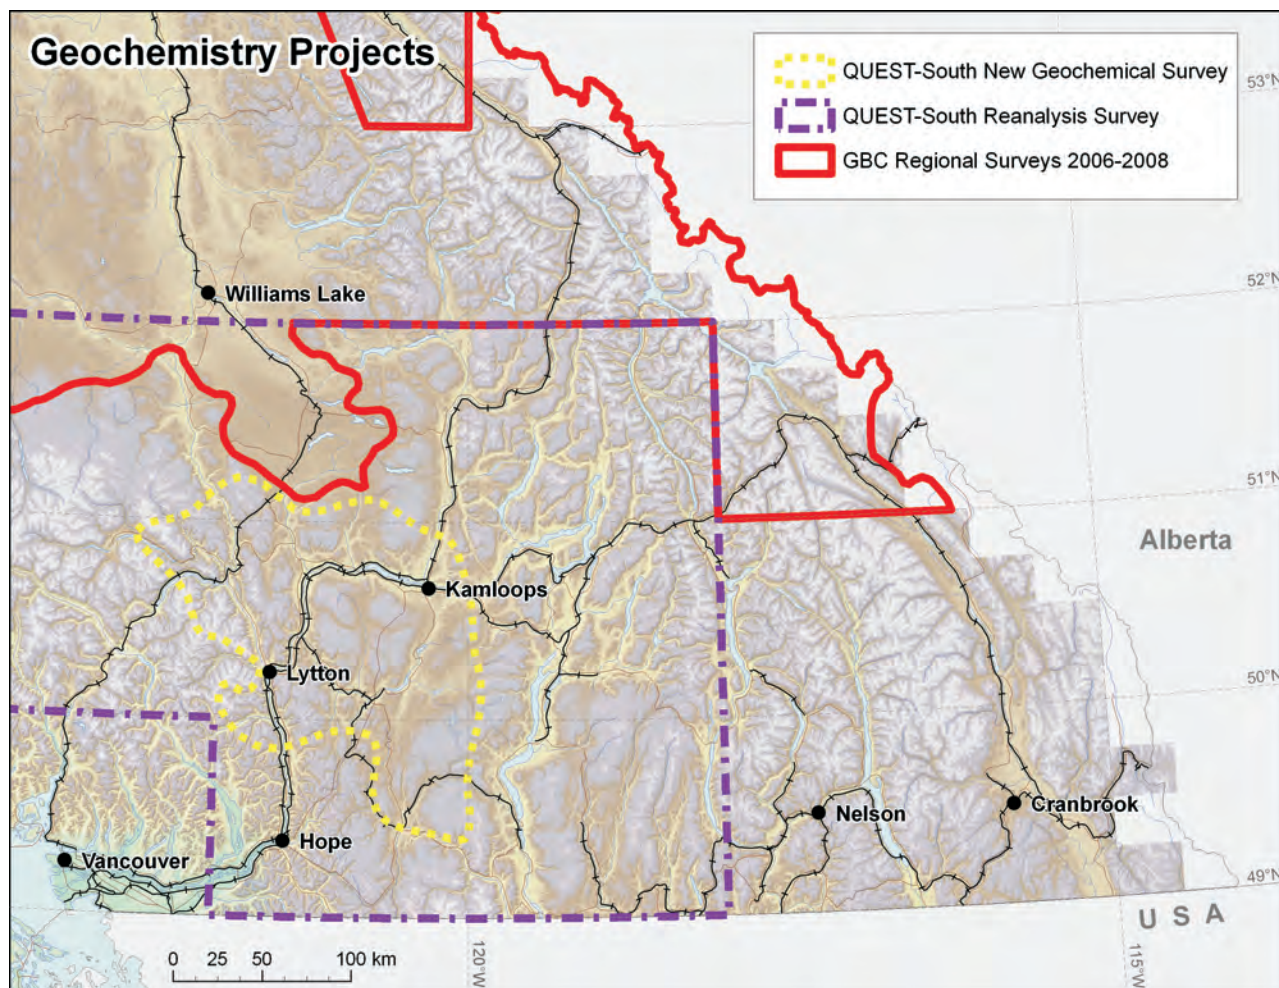 Geochemistry Projects
QUEST-South New Geochemical Survey
QUEST-South Reanalysis Survey
GBC Regional Surveys 2006-2008
53°N
Williams Lake
52°N
51°N
Alberta
Kamloops
Lytton
50°N
Cranbrook
Nelson
Hope
Vancouver
49°N
U S A
0 25 50 100 km
120°W
115°W